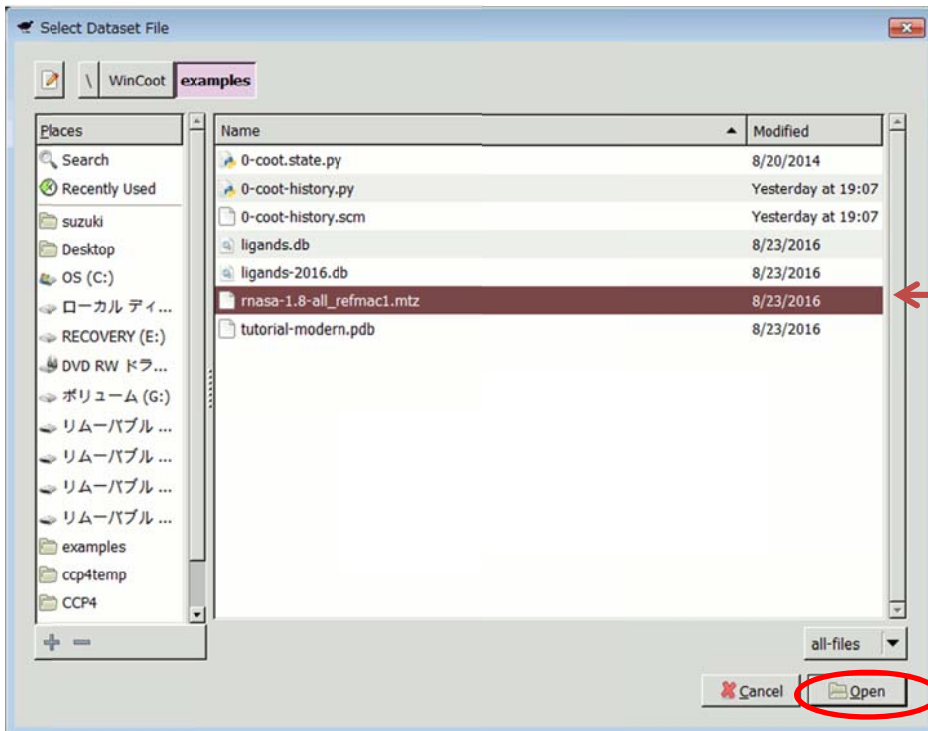 Select Dataset File
\ WinCoot examples
Places
Search
Recently Used
suzuki
Desktop
OS (C:)
ローカル ディ...
RECOVERY (E:)
DVD RW ドラ...
ボリューム (G:)
リムーバブル ...
リムーバブル ...
リムーバブル ...
リムーバブル ...
examples
ccp4temp
CCP4
Name Modified
0-coot.state.py 8/20/2014
0-coot-history.py Yesterday at 19:07
0-coot-history.scm Yesterday at 19:07
ligands.db 8/23/2016
ligands-2016.db 8/23/2016
rnasa-1.8-all_refmac1.mtz 8/23/2016
tutorial-modern.pdb 8/23/2016
all-files
Cancel Open